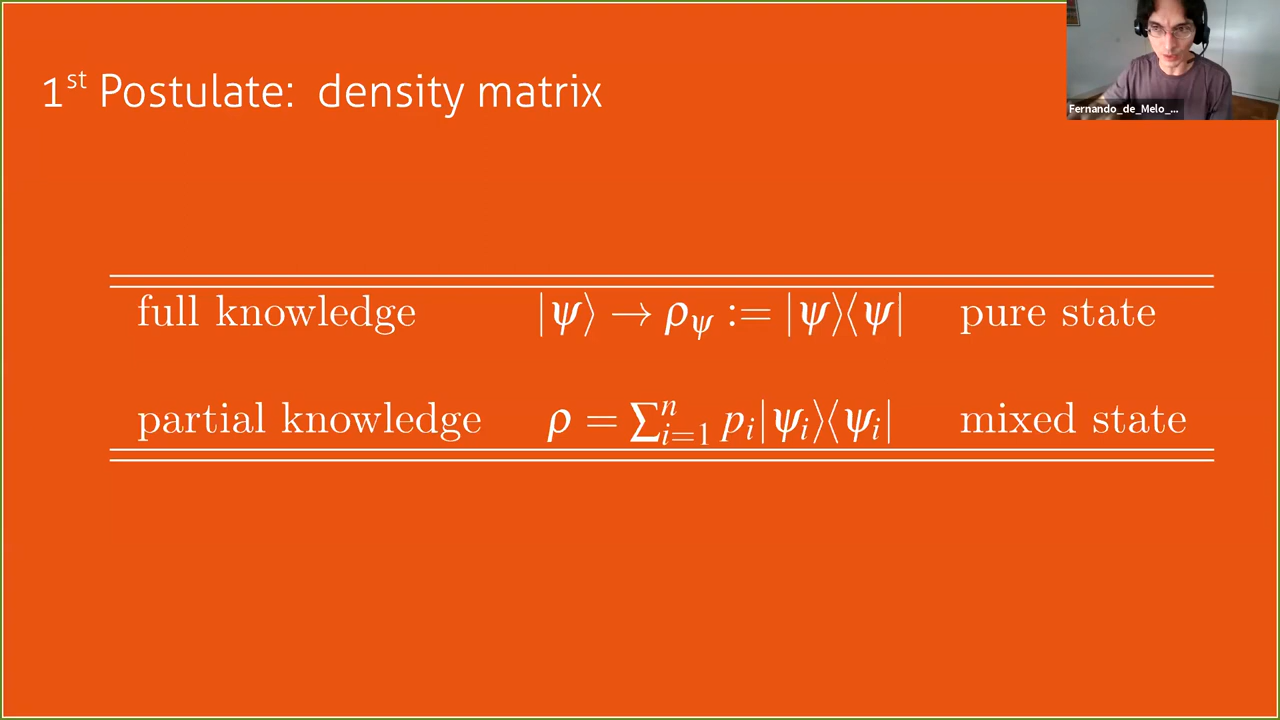 1st Postulate: density matrix
Fernando_de_Melo_...
full knowledge |ψ⟩ → ρ_ψ := |ψ⟩⟨ψ| pure state
partial knowledge ρ = ∑_{i=1}^{n} p_i|ψ_i⟩⟨ψ_i| mixed state